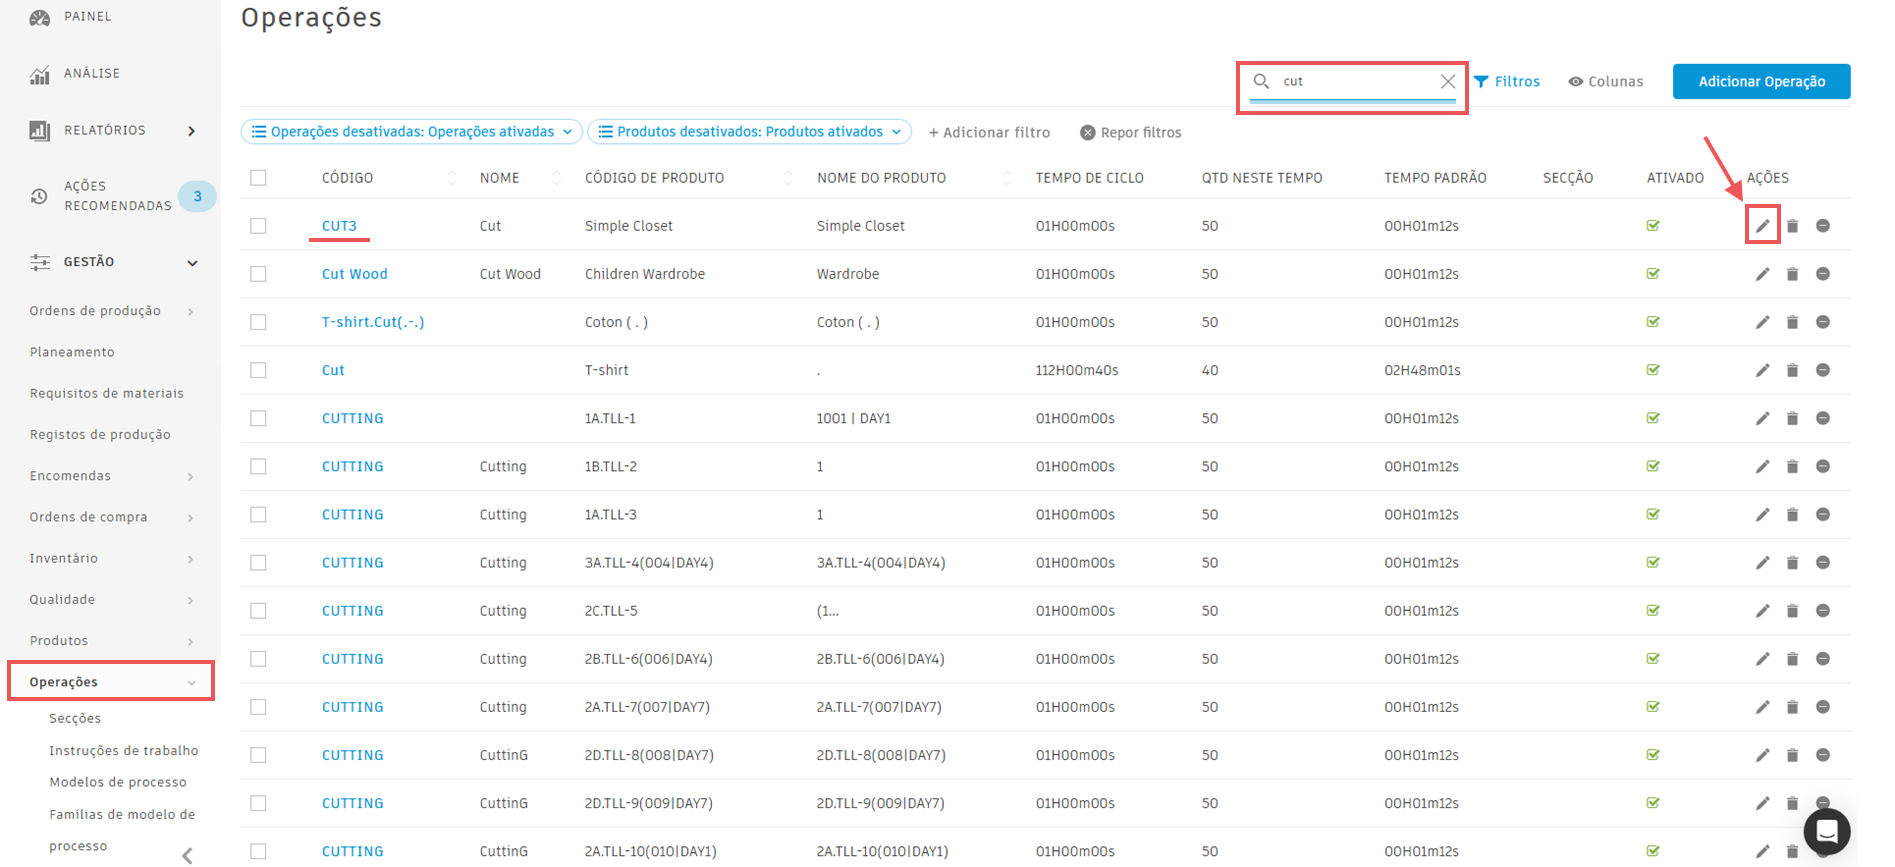 PAINEL
ANÁLISE
RELATÓRIOS
AÇÕES
RECOMENDADAS
3
GESTÃO
Ordens de produção
Planeamento
Requisitos de materiais
Registos de produção
Encomendas
Ordens de compra
Inventário
Qualidade
Produtos
Operações
Secções
Instruções de trabalho
Modelos de processo
Famílias de modelo de
processo
Operações
cut Filtros Colunas Adicionar Operação
Operações desativadas: Operações ativadas Produtos desativados: Produtos ativados + Adicionar filtro Repor filtros
CÓDIGO NOME CÓDIGO DE PRODUTO NOME DO PRODUTO TEMPO DE CICLO QTD NESTE TEMPO TEMPO PADRÃO SECÇÃO ATIVADO AÇÕES
CUT3 Cut Simple Closet Simple Closet 01H00m00s 50 00H01m12s
Cut Wood Cut Wood Children Wardrobe Wardrobe 01H00m00s 50 00H01m12s
T-shirt.Cut(.-.) Coton ( . ) Coton ( . ) 01H00m00s 50 00H01m12s
Cut T-shirt . 112H00m40s 40 02H48m01s
CUTTING 1A.TLL-1 1001 | DAY1 01H00m00s 50 00H01m12s
CUTTING Cutting 1B.TLL-2 1 01H00m00s 50 00H01m12s
CUTTING Cutting 1A.TLL-3 1 01H00m00s 50 00H01m12s
CUTTING Cutting 3A.TLL-4(004|DAY4) 3A.TLL-4(004|DAY4) 01H00m00s 50 00H01m12s
CUTTING Cutting 2C.TLL-5 (1... 01H00m00s 50 00H01m12s
CUTTING Cutting 2B.TLL-6(006|DAY4) 2B.TLL-6(006|DAY4) 01H00m00s 50 00H01m12s
CUTTING Cutting 2A.TLL-7(007|DAY7) 2A.TLL-7(007|DAY7) 01H00m00s 50 00H01m12s
CUTTING CuttinG 2D.TLL-8(008|DAY7) 2D.TLL-8(008|DAY7) 01H00m00s 50 00H01m12s
CUTTING CuttinG 2D.TLL-9(009|DAY7) 2D.TLL-9(009|DAY7) 01H00m00s 50 00H01m12s
CUTTING CuttinG 2A.TLL-10(010|DAY1) 2A.TLL-10(010|DAY1) 01H00m00s 50 00H01m12s